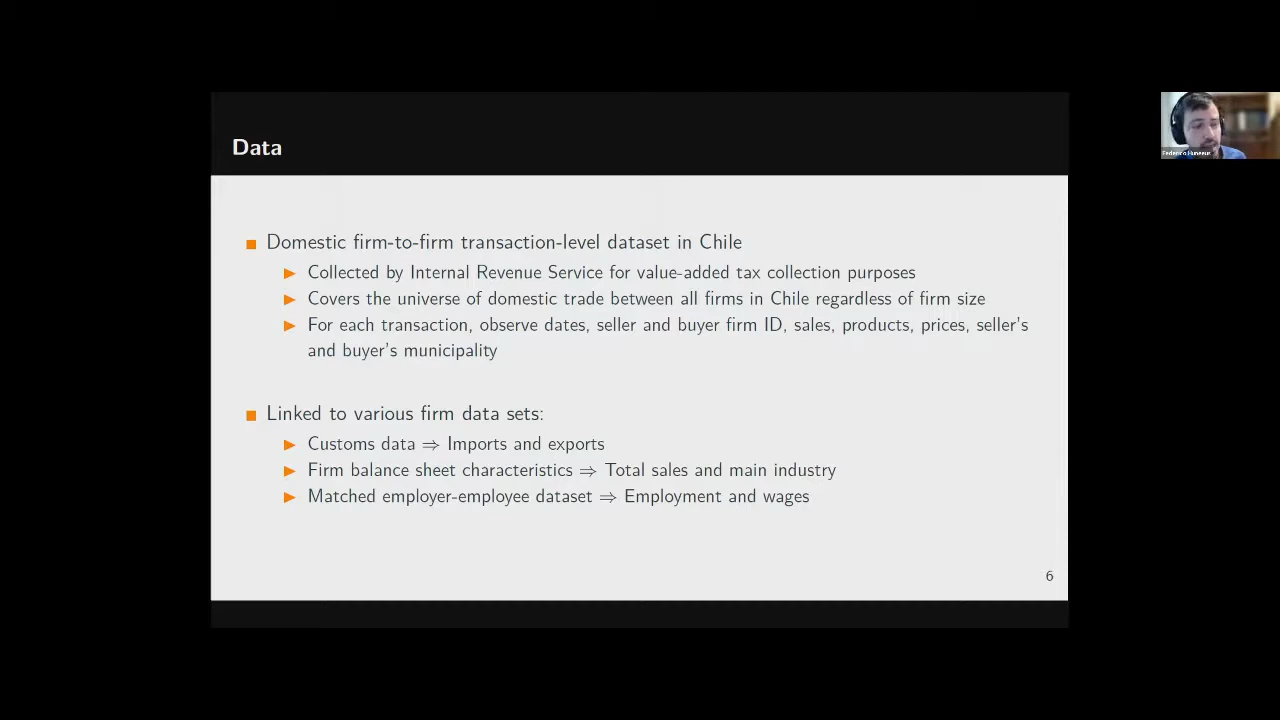 Data
Domestic firm-to-firm transaction-level dataset in Chile
Collected by Internal Revenue Service for value-added tax collection purposes
Covers the universe of domestic trade between all firms in Chile regardless of firm size
For each transaction, observe dates, seller and buyer firm ID, sales, products, prices, seller's
and buyer's municipality
Linked to various firm data sets:
Customs data ⇒ Imports and exports
Firm balance sheet characteristics ⇒ Total sales and main industry
Matched employer-employee dataset ⇒ Employment and wages
6
Federico Huneeus